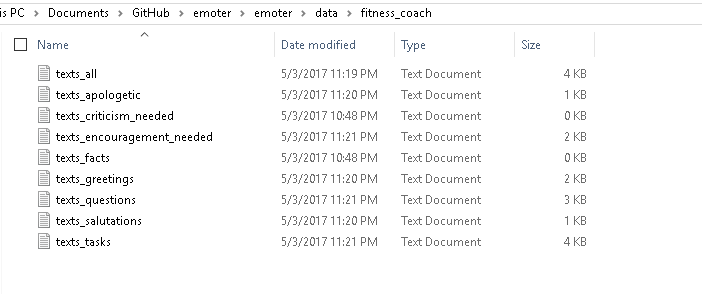 is PC > Documents > GitHub > emoter > emoter > data > fitness_coach
Name Date modified Type Size
texts_all 5/3/2017 11:19 PM Text Document 4 KB
texts_apologetic 5/3/2017 11:20 PM Text Document 1 KB
texts_criticism_needed 5/3/2017 10:48 PM Text Document 0 KB
texts_encouragement_needed 5/3/2017 11:21 PM Text Document 2 KB
texts_facts 5/3/2017 10:48 PM Text Document 0 KB
texts_greetings 5/3/2017 11:20 PM Text Document 2 KB
texts_questions 5/3/2017 11:21 PM Text Document 3 KB
texts_salutations 5/3/2017 11:20 PM Text Document 1 KB
texts_tasks 5/3/2017 11:21 PM Text Document 4 KB